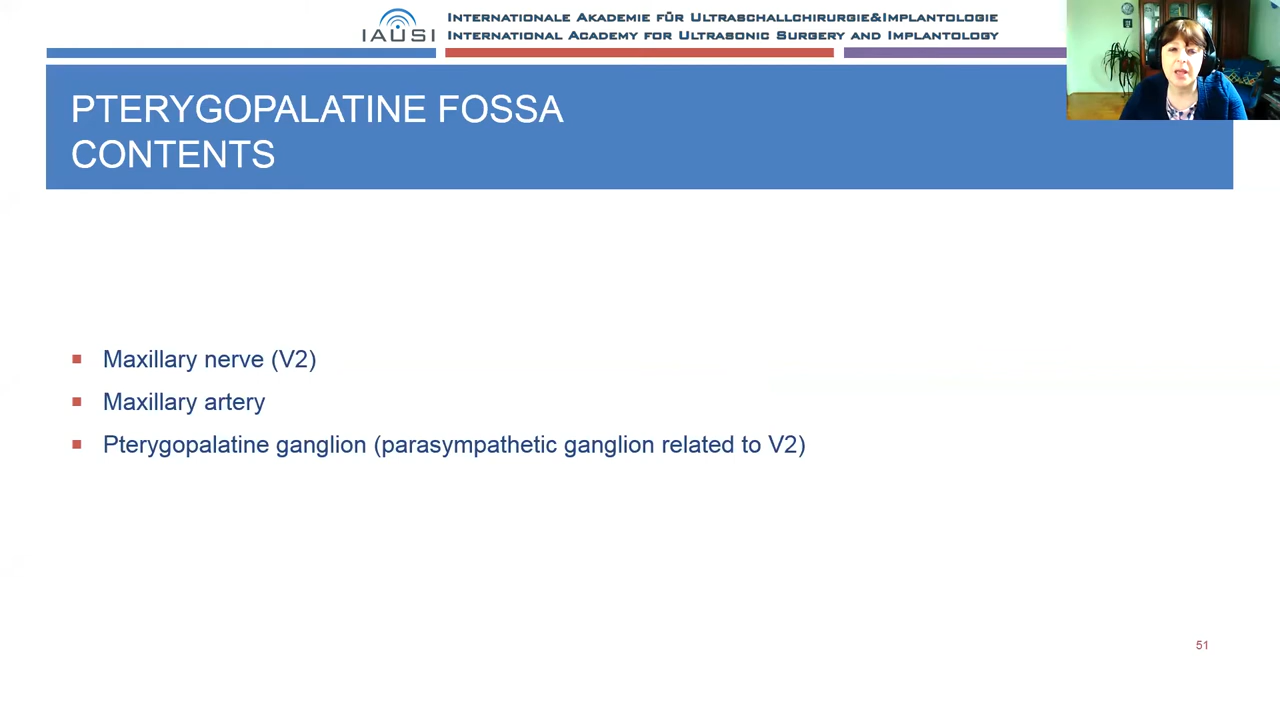 IAUSI
INTERNATIONALE AKADEMIE FÜR ULTRASCHALLCHIRURGIE&IMPLANTOLOGIE
INTERNATIONAL ACADEMY FOR ULTRASONIC SURGERY AND IMPLANTOLOGY
PTERYGOPALATINE FOSSA
CONTENTS
Maxillary nerve (V2)
Maxillary artery
Pterygopalatine ganglion (parasympathetic ganglion related to V2)
51